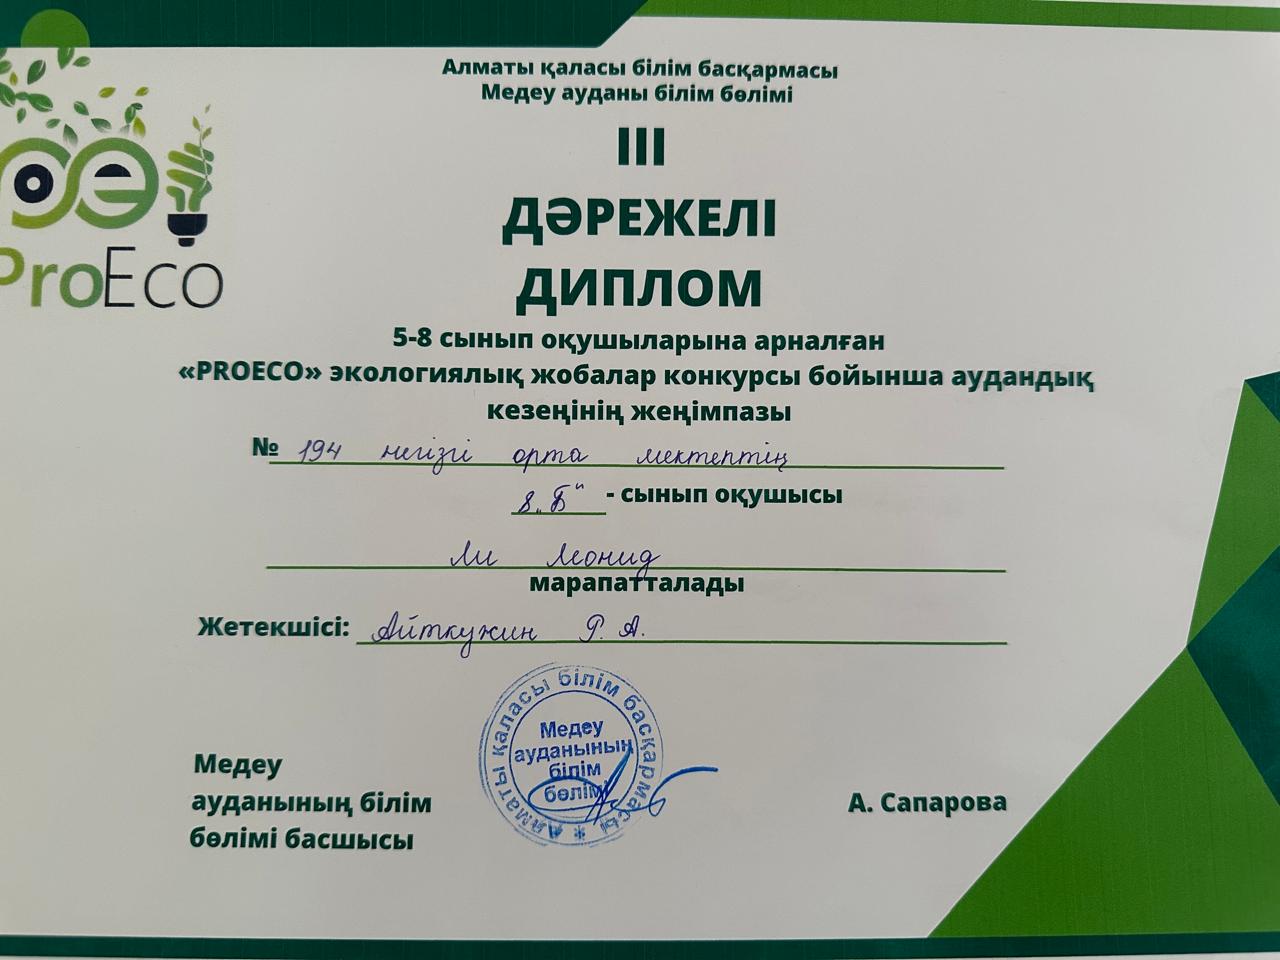 Алматы қаласы білім басқармасы
Медеу ауданы білім бөлімі
ProEco
III
ДӘРЕЖЕЛІ
ДИПЛОМ
5-8 сынып оқушыларына арналған
«PROECO» экологиялық жобалар конкурсы бойынша аудандық
кезеңінің жеңімпазы
№ 194 негізгі орта мектептің
8 „Б“ - сынып оқушысы
Ли Леонид
марапатталады
Жетекшісі: Айткужин Р. А.
Алматы қаласы білім басқармасы *
Медеу
ауданының
білім
бөлімі
Медеу
ауданының білім
бөлімі басшысы
А. Сапарова